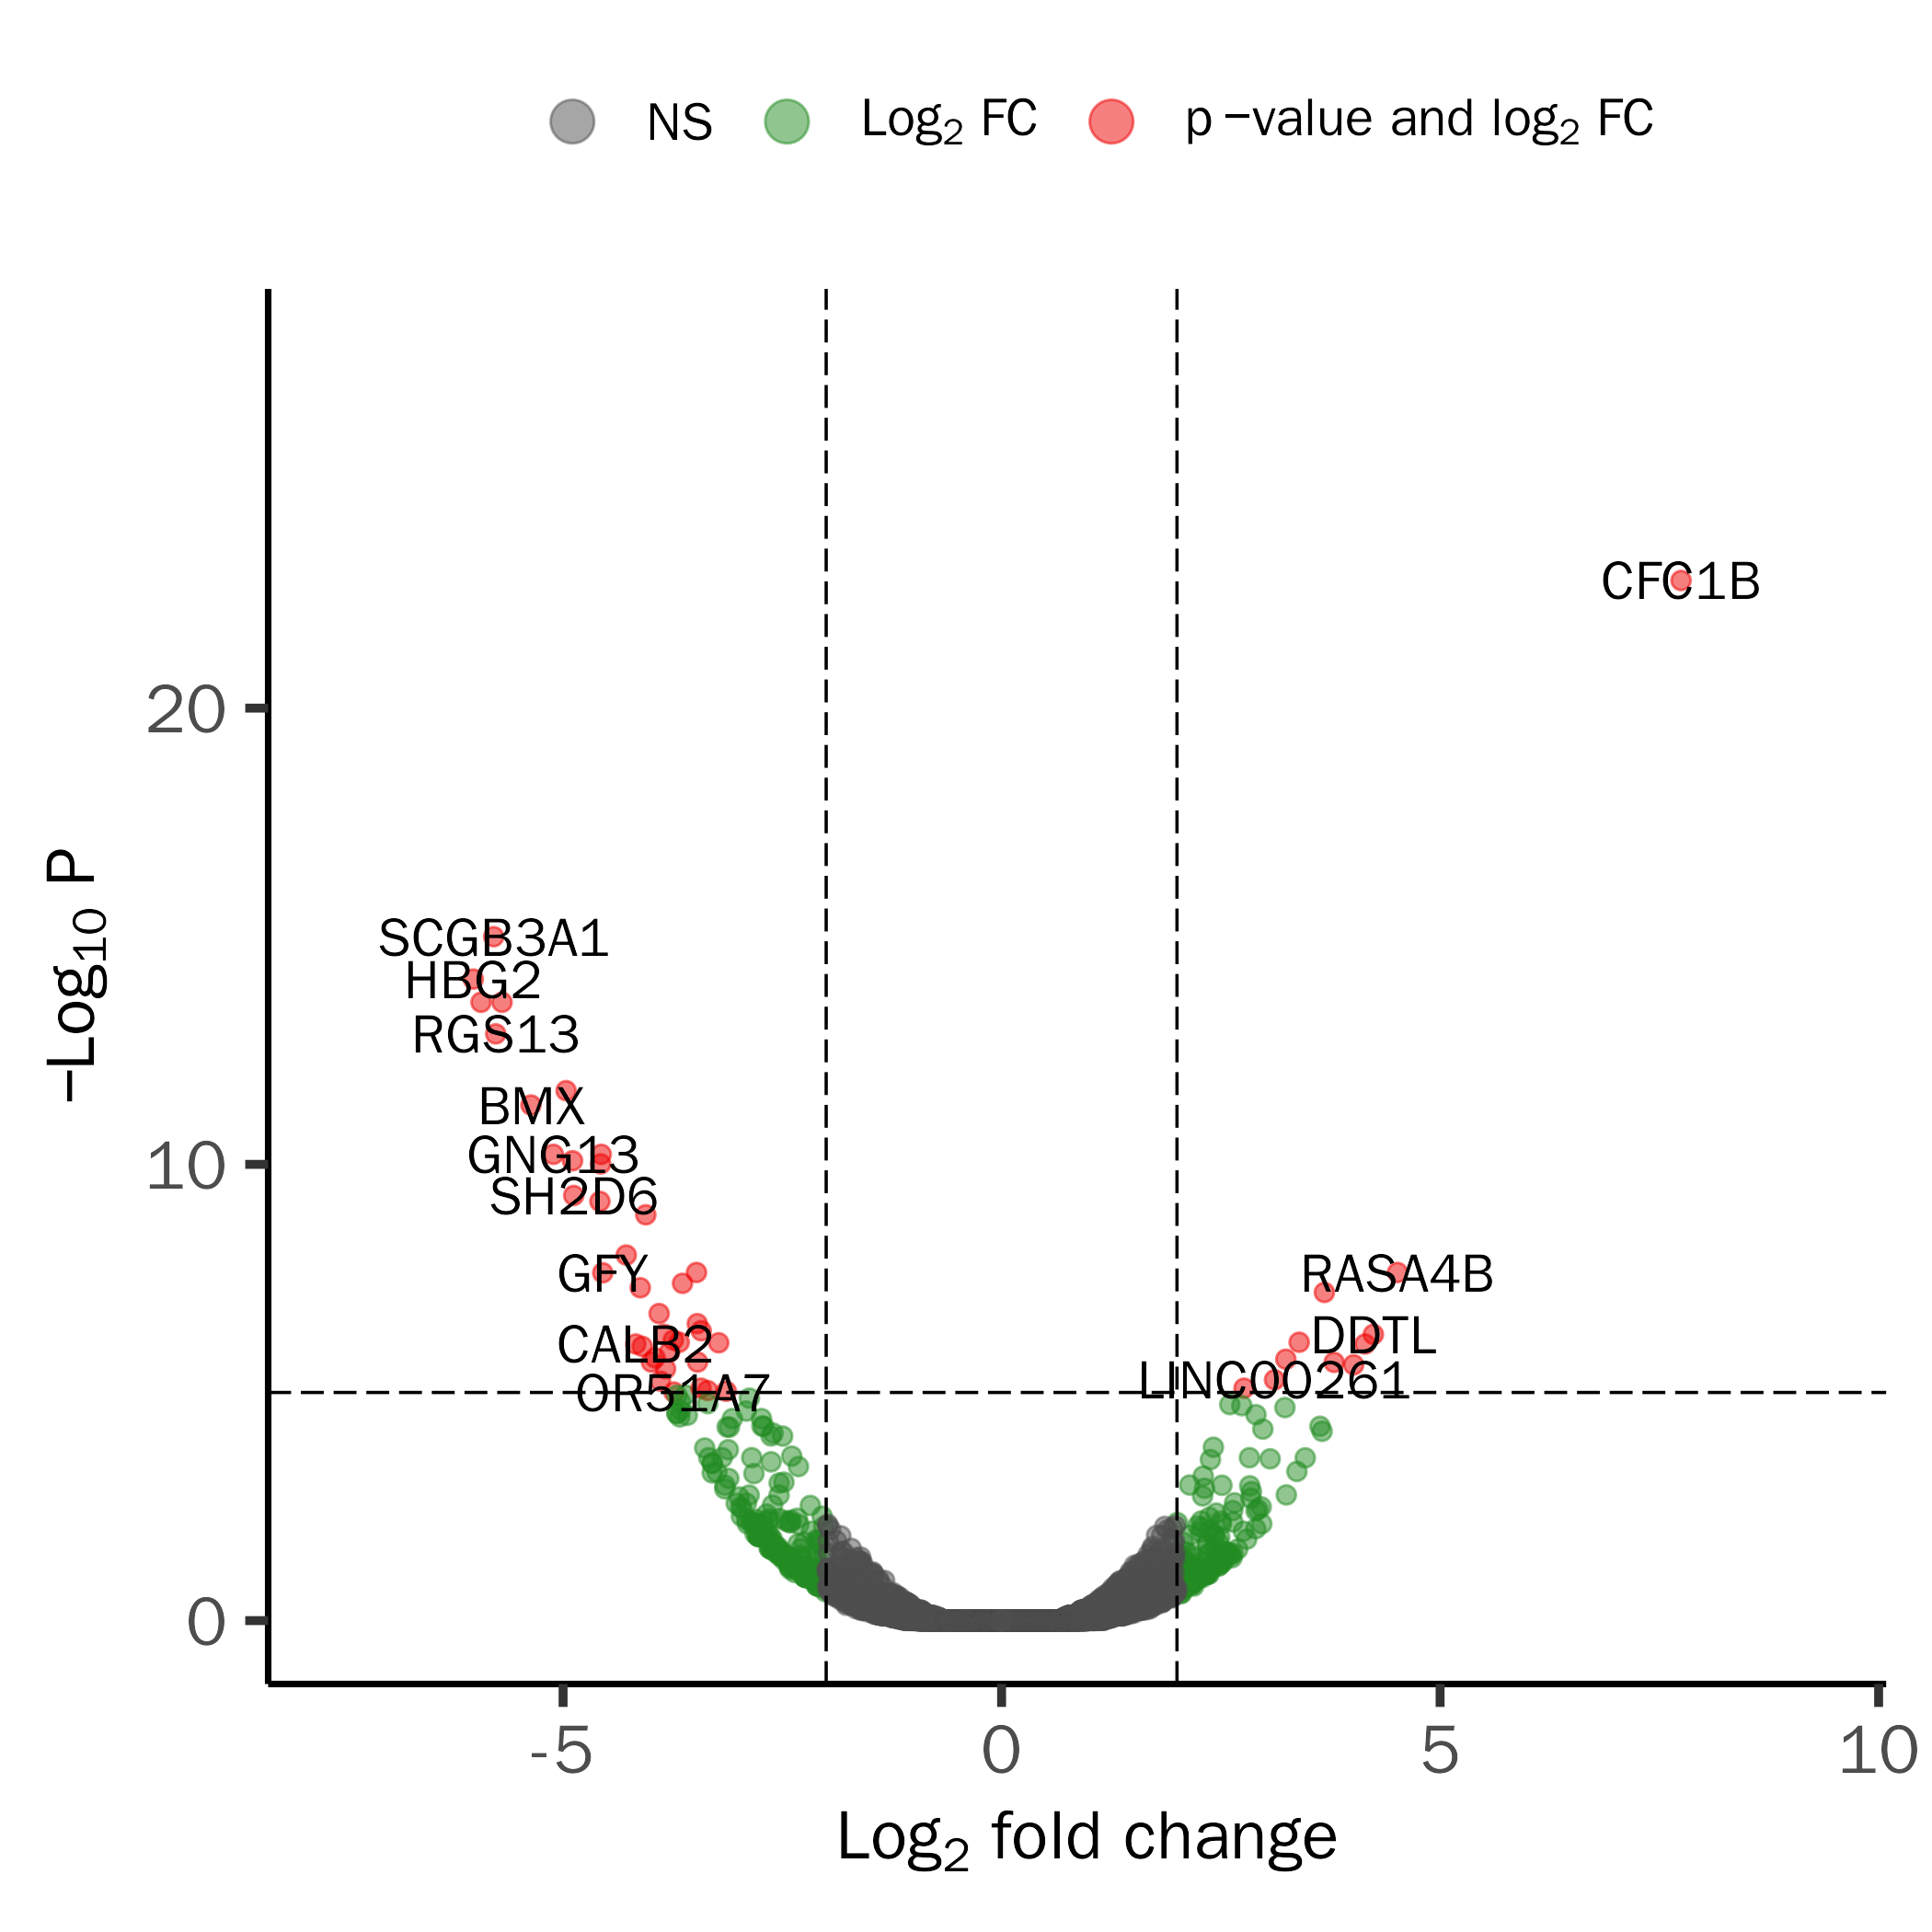 NS Log₂ FC p −value and log₂ FC
CFC1B
20
−Log₁₀ P
SCGB3A1
HBG2
RGS13
BMX
GNG13
10
SH2D6
GFY
RASA4B
DDTL
CALB2
LINC00261
OR51A7
0
-5 0 5 10
Log₂ fold change